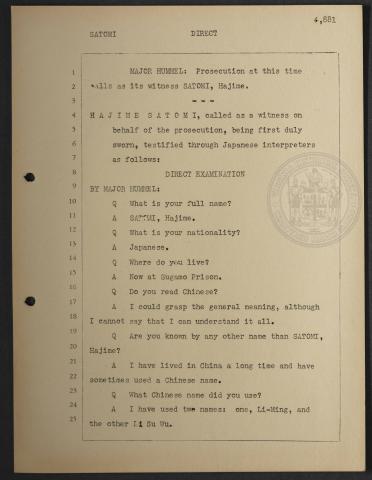 4,881
SATOMI DIRECT
1 MAJOR HUMMEL: Prosecution at this time
2 calls as its witness SATOMI, Hajime.
3 - - -
4 H A J I M E S A T O M I, called as a witness on
5 behalf of the prosecution, being first duly
6 sworn, testified through Japanese interpreters
7 as follows:
8 DIRECT EXAMINATION
9 BY MAJOR HUMMEL:
10 Q What is your full name?
11 A SATOMI, Hajime.
12 Q What is your nationality?
13 A Japanese.
14 Q Where do you live?
15 A Now at Sugamo Prison.
16 Q Do you read Chinese?
17 A I could grasp the general meaning, although
18 I cannot say that I can understand it all.
19 Q Are you known by any other name than SATOMI,
20 Hajime?
21 A I have lived in China a long time and have
22 sometimes used a Chinese name.
23 Q What Chinese name did you use?
24 A I have used two names: one, Li-Ming, and
25 the other Li Su Wu.